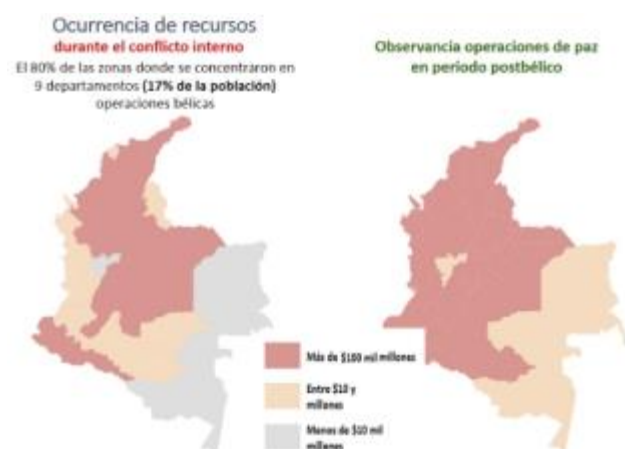 Ocurrencia de recursos
durante el conflicto interno
El 80% de las zonas donde se concentraron en
9 departamentos (17% de la población)
operaciones bélicas
Observancia operaciones de paz
en periodo postbélico
Más de $100 mil millones
Entre $10 y
millones
Menos de $10 mil
millones